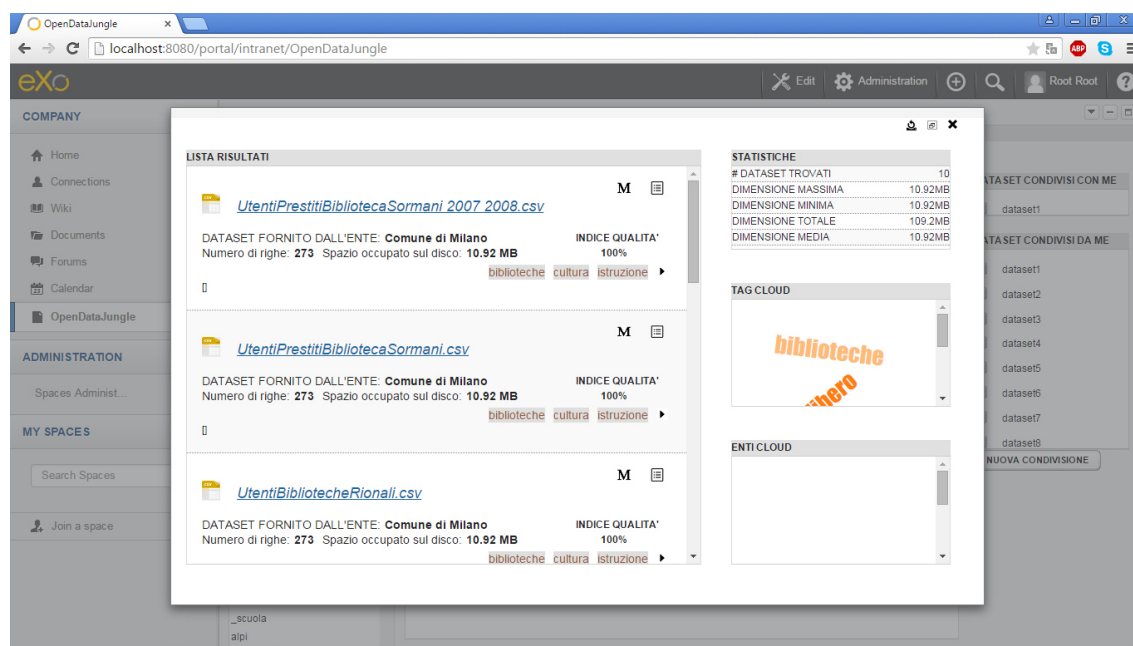 OpenDataJungle
localhost:8080/portal/intranet/OpenDataJungle
ABP
S
eXo
Edit
Administration
Root Root
?
COMPANY
Home
Connections
Wiki
Documents
Forums
23
Calendar
OpenDataJungle
ADMINISTRATION
Spaces Administ...
MY SPACES
Search Spaces
Join a space
LISTA RISULTATI
M
CSV
UtentiPrestitiBibliotecaSormani 2007 2008.csv
DATASET FORNITO DALL'ENTE: Comune di Milano
INDICE QUALITA'
Numero di righe: 273 Spazio occupato sul disco: 10.92 MB
100%
biblioteche cultura istruzione
[]
M
CSV
UtentiPrestitiBibliotecaSormani.csv
DATASET FORNITO DALL'ENTE: Comune di Milano
INDICE QUALITA'
Numero di righe: 273 Spazio occupato sul disco: 10.92 MB
100%
biblioteche cultura istruzione
[]
M
CSV
UtentiBibliotecheRionali.csv
DATASET FORNITO DALL'ENTE: Comune di Milano
INDICE QUALITA'
Numero di righe: 273 Spazio occupato sul disco: 10.92 MB
100%
biblioteche cultura istruzione
STATISTICHE
# DATASET TROVATI 10
DIMENSIONE MASSIMA 10.92MB
DIMENSIONE MINIMA 10.92MB
DIMENSIONE TOTALE 109.2MB
DIMENSIONE MEDIA 10.92MB
TAG CLOUD
biblioteche
libero
ENTI CLOUD
ATASET CONDIVISI CON ME
dataset1
ATASET CONDIVISI DA ME
dataset1
dataset2
dataset3
dataset4
dataset5
dataset6
dataset7
dataset8
NUOVA CONDIVISIONE
_scuola
alpi